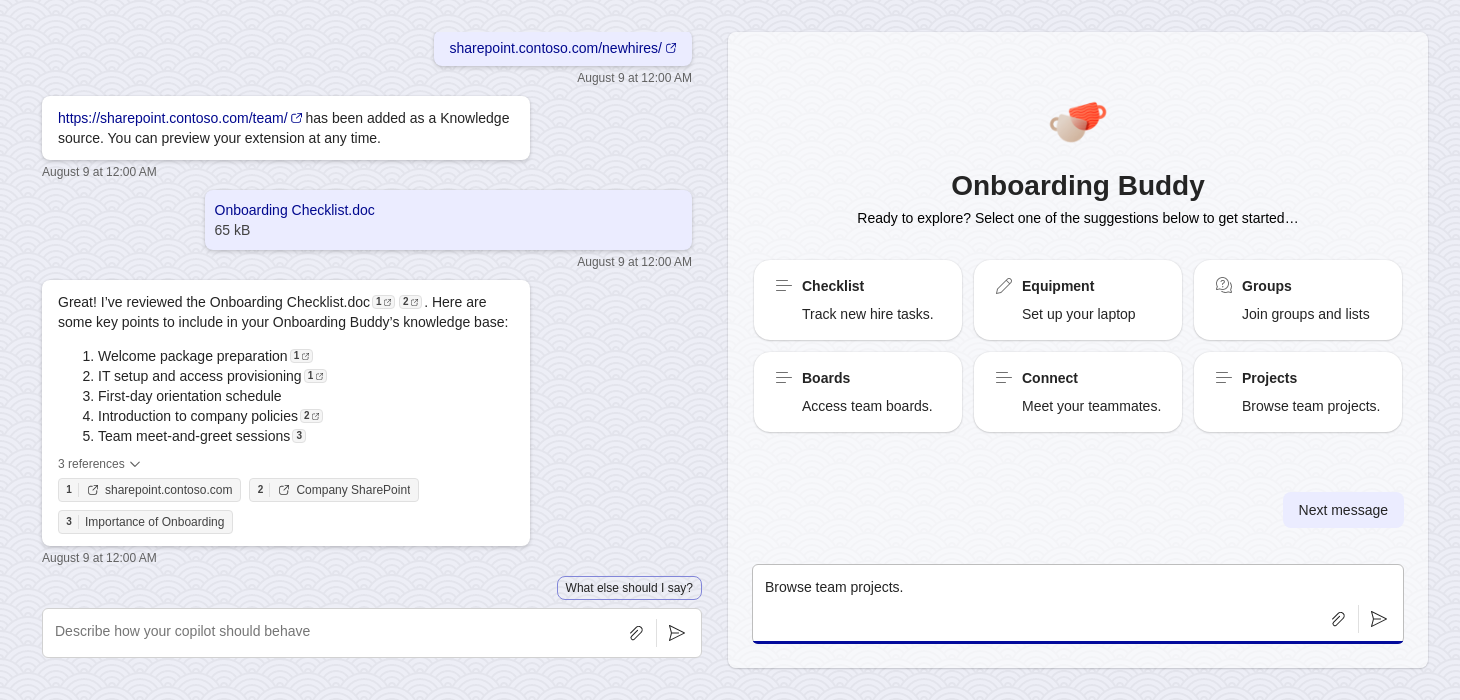 sharepoint.contoso.com/newhires/
August 9 at 12:00 AM
https://sharepoint.contoso.com/team/ has been added as a Knowledge
source. You can preview your extension at any time.
August 9 at 12:00 AM
Onboarding Checklist.doc
65 kB
August 9 at 12:00 AM
Great! I’ve reviewed the Onboarding Checklist.doc 1 2 . Here are
some key points to include in your Onboarding Buddy’s knowledge base:
1. Welcome package preparation 1
2. IT setup and access provisioning 1
3. First-day orientation schedule
4. Introduction to company policies 2
5. Team meet-and-greet sessions 3
3 references
1 sharepoint.contoso.com 2 Company SharePoint
3 Importance of Onboarding
August 9 at 12:00 AM
What else should I say?
Describe how your copilot should behave
Onboarding Buddy
Ready to explore? Select one of the suggestions below to get started…
Checklist
Track new hire tasks.
Equipment
Set up your laptop
Groups
Join groups and lists
Boards
Access team boards.
Connect
Meet your teammates.
Projects
Browse team projects.
Next message
Browse team projects.